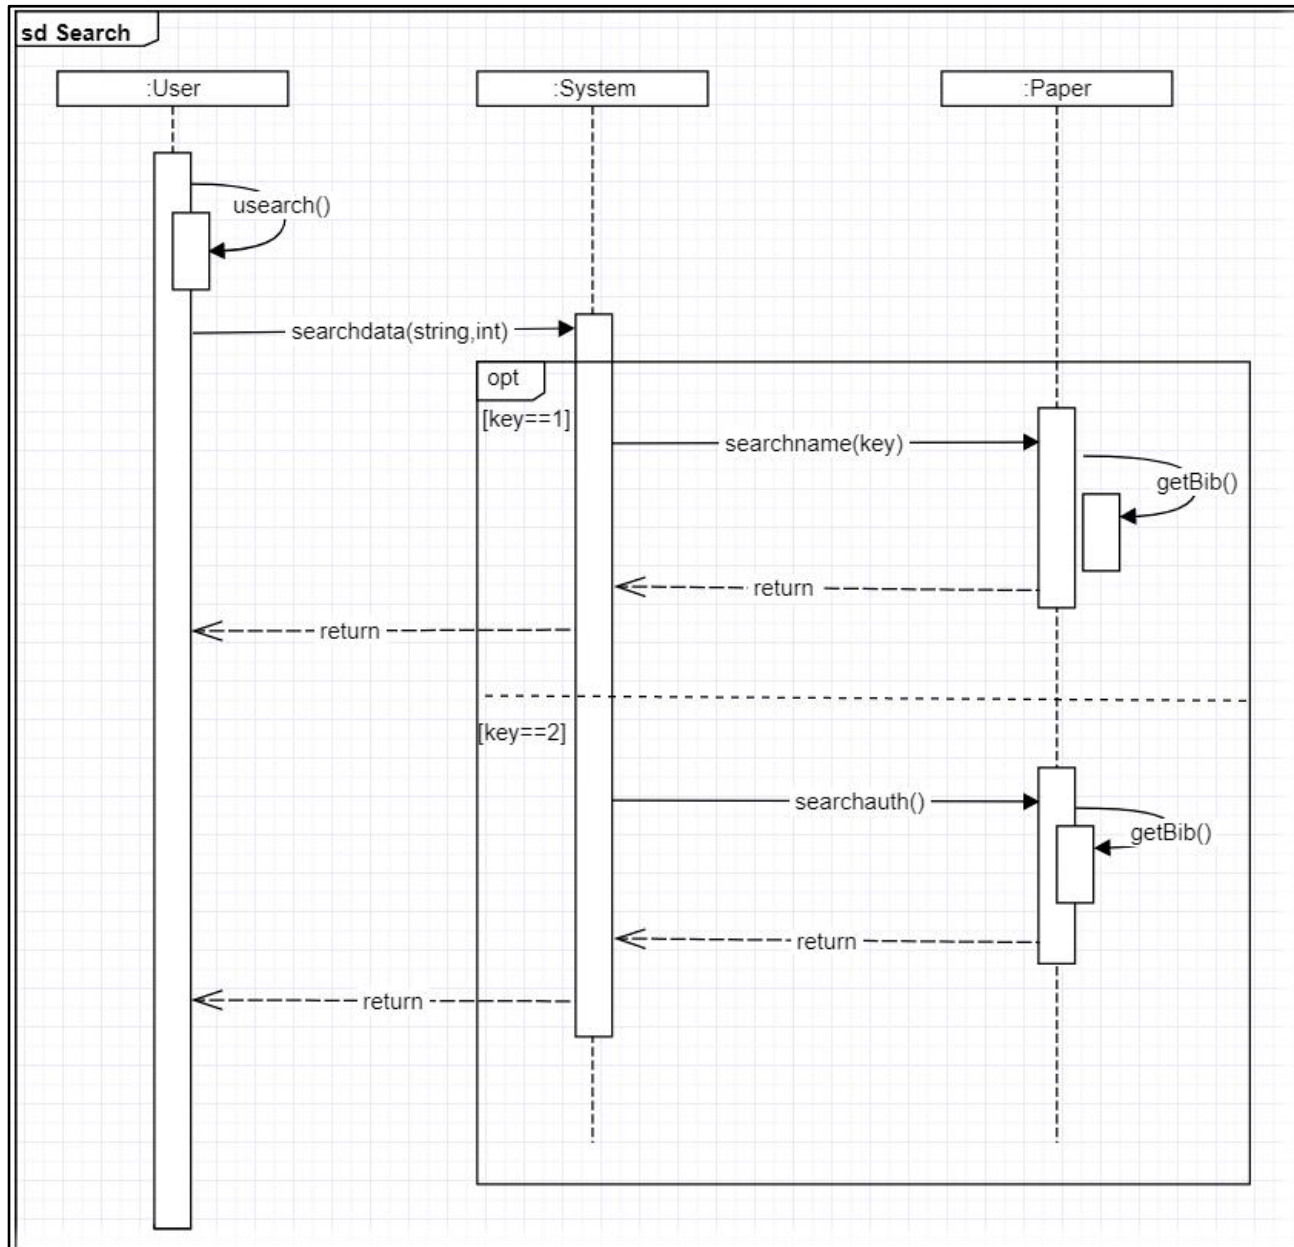 sd Search
:User
:System
:Paper
usearch()
searchdata(string,int)
opt
[key==1]
searchname(key)
getBib()
return
return
[key==2]
searchauth()
getBib()
return
return